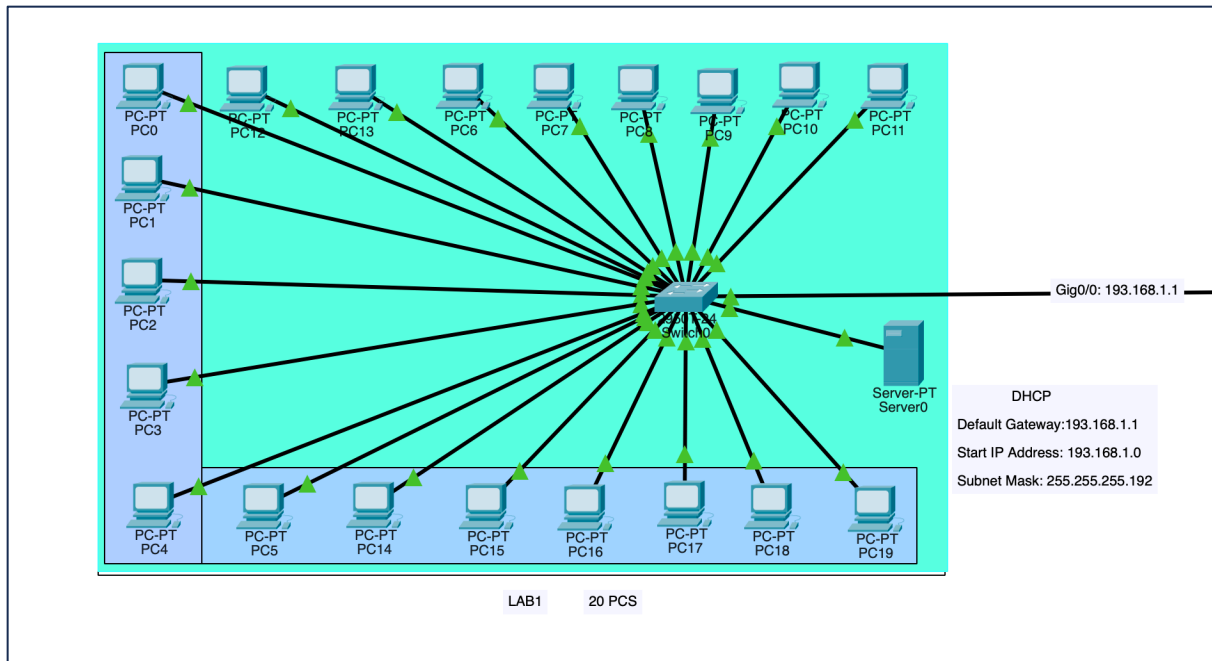 PC-PT
PC0
PC-PT
PC12
PC-PT
PC13
PC-PT
PC6
PC-PT
PC7
PC-PT
PC8
PC-PT
PC9
PC-PT
PC10
PC-PT
PC11
PC-PT
PC1
PC-PT
PC2
Switch0
Gig0/0: 193.168.1.1
PC-PT
PC3
Server-PT
Server0
DHCP
Default Gateway:193.168.1.1
Start IP Address: 193.168.1.0
Subnet Mask: 255.255.255.192
PC-PT
PC4
PC-PT
PC5
PC-PT
PC14
PC-PT
PC15
PC-PT
PC16
PC-PT
PC17
PC-PT
PC18
PC-PT
PC19
LAB1 20 PCS